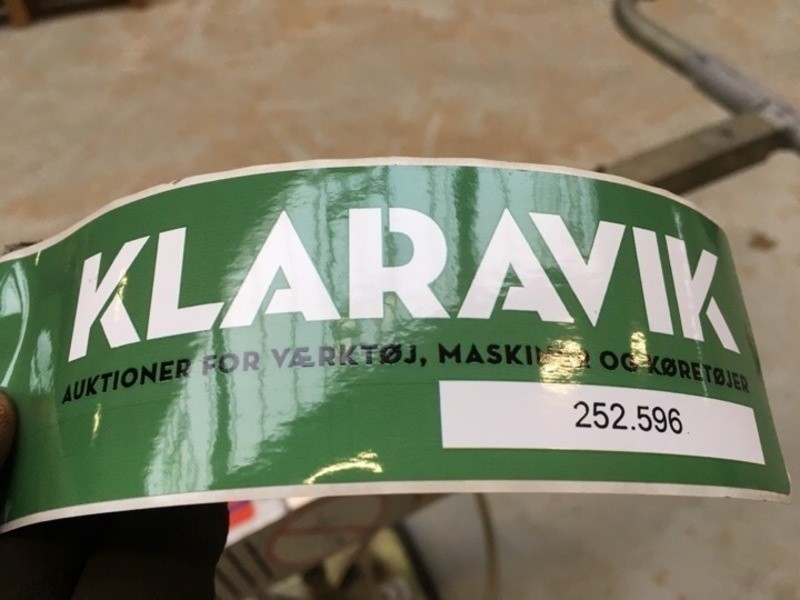 KLARAVIK
AUKTIONER FOR VÆRKTØJ, MASKINER OG KØRETØJER
252.596